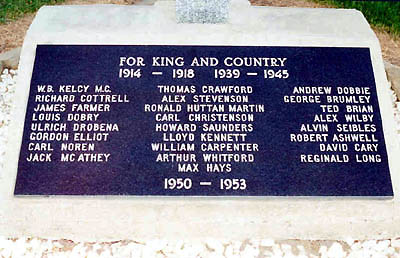 FOR KING AND COUNTRY
1914 — 1918 1939 — 1945
W.B. KELCY M.C. THOMAS CRAWFORD ANDREW DOBBIE
RICHARD COTTRELL ALEX STEVENSON GEORGE BRUMLEY
JAMES FARMER RONALD HUTTAN MARTIN TED BRIAN
LOUIS DOBRY CARL CHRISTENSON ALEX WILBY
ULRICH DROBENA HOWARD SAUNDERS ALVIN SEIBLES
GORDON ELLIOT LLOYD KENNETT ROBERT ASHWELL
CARL NOREN WILLIAM CARPENTER DAVID CARY
JACK MCATHEY ARTHUR WHITFORD REGINALD LONG
MAX HAYS
1950 — 1953